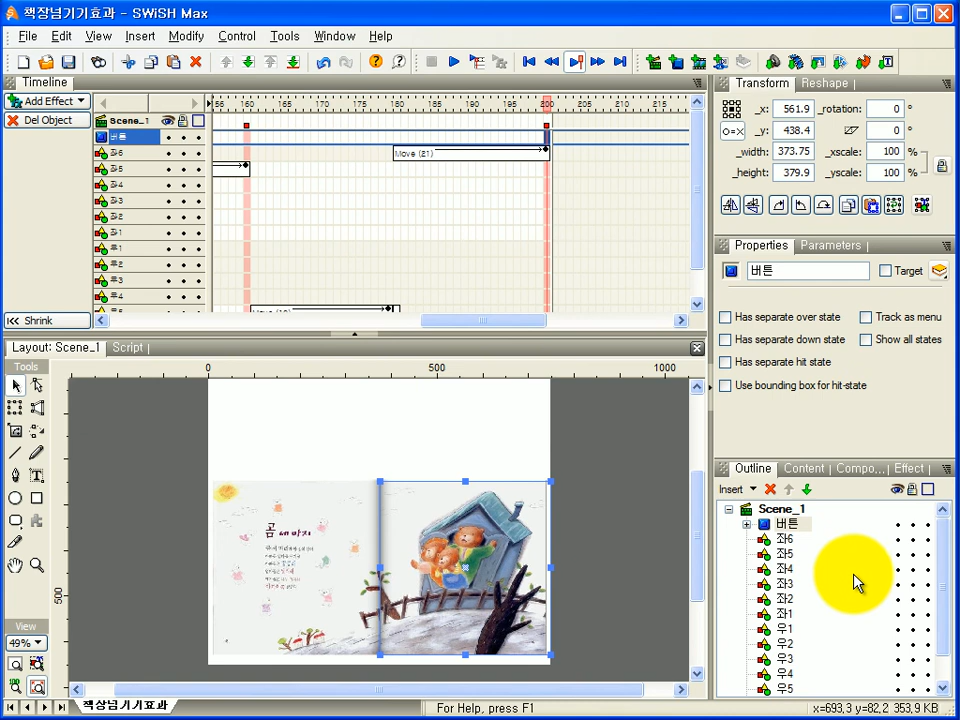 책장넘기기효과 - SWiSH Max
File Edit View Insert Modify Control Tools Window Help
Timeline
Add Effect
Del Object
Shrink
56 160 165 170 175 180 185 190 195 200 205 210 215
Scene_1
버튼
좌6
Move (21)
좌5
좌4
좌3
좌2
좌1
우1
우2
우3
우4
Transform Reshape
_x: 561.9 _rotation: 0 °
_y: 438.4 0 °
_width: 373.75 _xscale: 100 %
_height: 379.9 _yscale: 100 %
Properties Parameters
버튼 Target
Has separate over state Track as menu
Has separate down state Show all states
Has separate hit state
Use bounding box for hit-state
Layout: Scene_1 Script
Tools
0 500 1000
500
곰 세 마리
View
49%
Outline Content Compo... Effect
Insert
Scene_1
버튼
좌6
좌5
좌4
좌3
좌2
좌1
우1
우2
우3
우4
우5
책장넘기기효과
For Help, press F1
x=693,3 y=82,2 353,9 KB